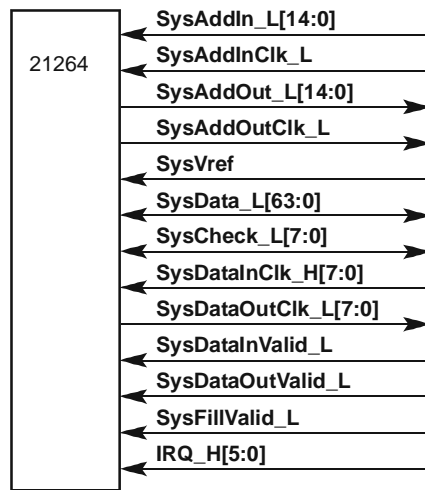 SysAddIn_L[14:0]
21264
SysAddInClk_L
SysAddOut_L[14:0]
SysAddOutClk_L
SysVref
SysData_L[63:0]
SysCheck_L[7:0]
SysDataInClk_H[7:0]
SysDataOutClk_L[7:0]
SysDataInValid_L
SysDataOutValid_L
SysFillValid_L
IRQ_H[5:0]